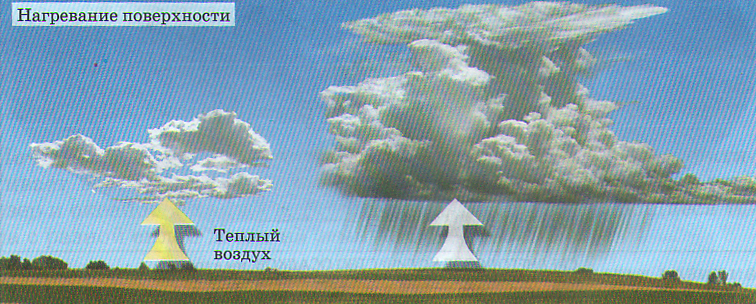 Нагревание поверхности
Теплый
воздух